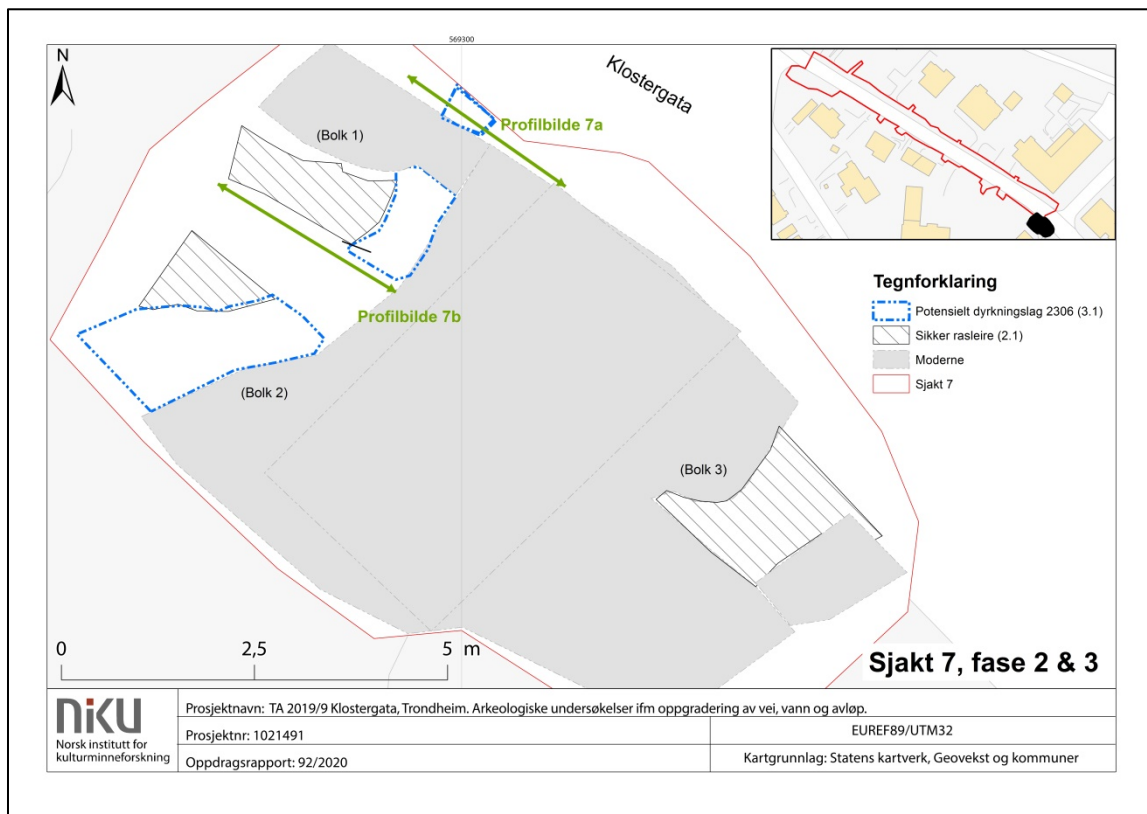 569300
N
Klostergata
(Bolk 1)
Profilbilde 7a
Profilbilde 7b
(Bolk 2)
(Bolk 3)
Tegnforklaring
Potensielt dyrkningslag 2306 (3.1)
Sikker rasleire (2.1)
Moderne
Sjakt 7
0 2,5 5 m
Sjakt 7, fase 2 & 3
niku
Norsk institutt for
kulturminneforskning
Prosjektnavn: TA 2019/9 Klostergata, Trondheim. Arkeologiske undersøkelser ifm oppgradering av vei, vann og avløp.
Prosjektnr: 1021491
EUREF89/UTM32
Oppdragsrapport: 92/2020
Kartgrunnlag: Statens kartverk, Geovekst og kommuner